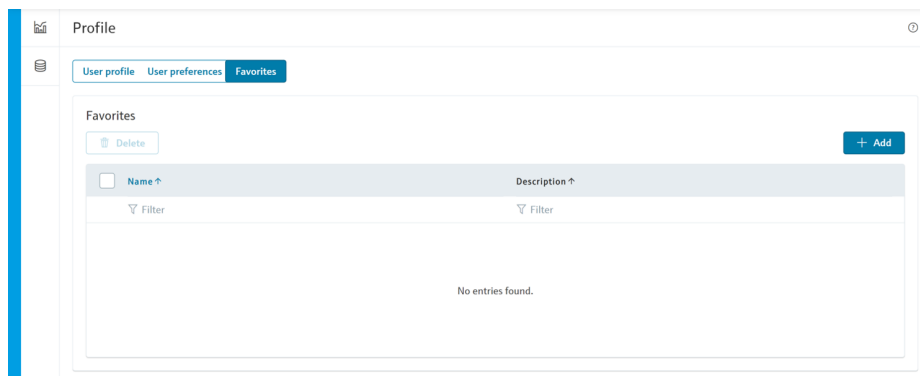 Profile
User profile User preferences Favorites
Favorites
Delete
+ Add
Name ↑ Description ↑
Filter Filter
No entries found.